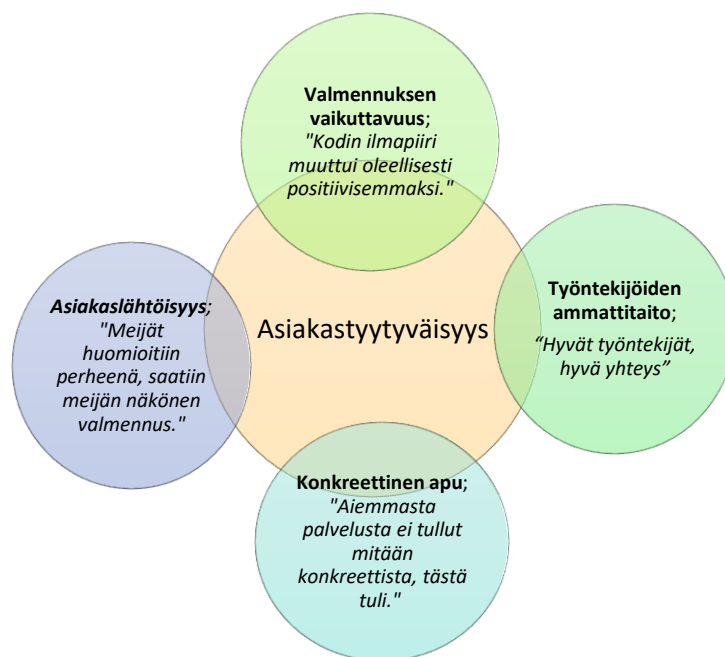 Valmennuksen
vaikuttavuus;
"Kodin ilmapiiri
muuttui oleellisesti
positiivisemmaksi."
Asiakaslähtöisyys;
"Meijät
huomioitiin
perheenä, saatiin
meijän näkönen
valmennus."
Asiakastyytyväisyys
Työntekijöiden
ammattitaito;
“Hyvät työntekijät,
hyvä yhteys”
Konkreettinen apu;
"Aiemmasta
palvelusta ei tullut
mitään
konkreettista, tästä
tuli."